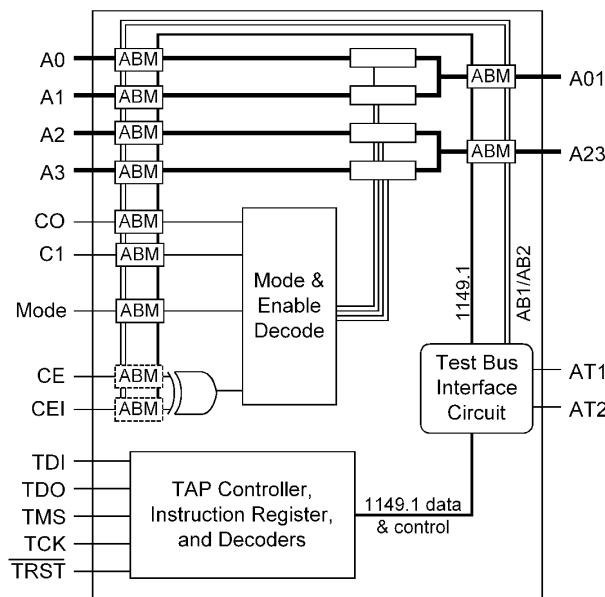 A0 ABM ABM A01
A1 ABM
A2 ABM ABM A23
A3 ABM
CO ABM
C1 ABM
Mode ABM
Mode &
Enable
Decode
1149.1
AB1/AB2
CE ABM
CEI ABM
Test Bus
Interface
Circuit
AT1
AT2
TDI
TDO
TMS
TCK
TRST
TAP Controller,
Instruction Register,
and Decoders
1149.1 data
& control